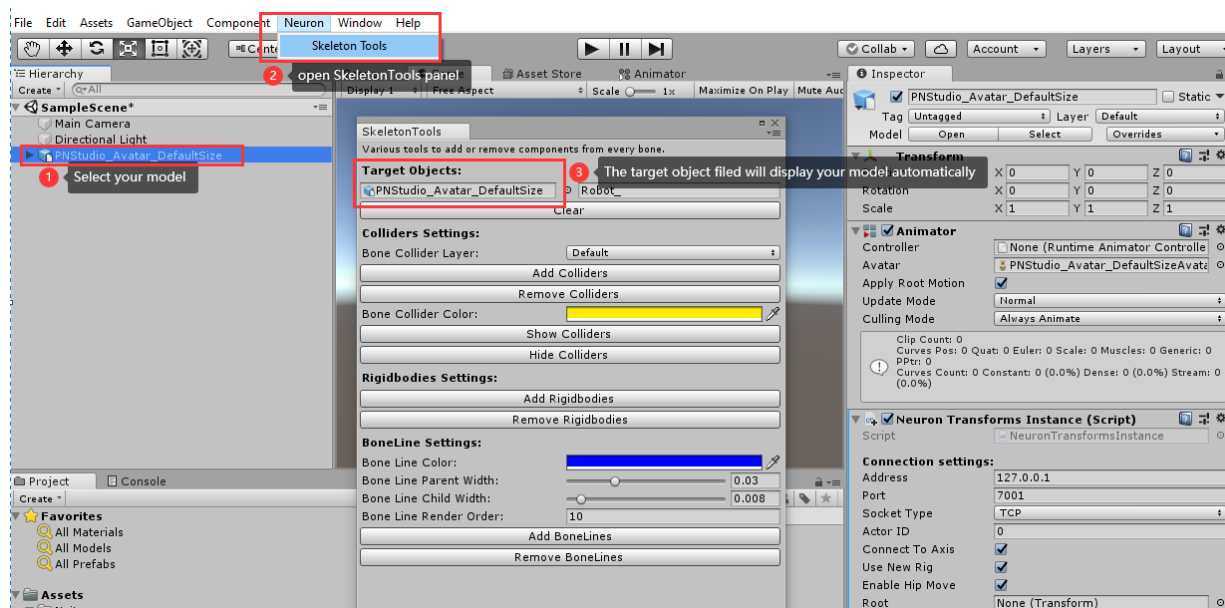 File Edit Assets GameObject Component Neuron Window Help
Skeleton Tools
Collab
Account
Layers
Layout
2 open SkeletonTools panel
Hierarchy
Create
All
SampleScene*
Main Camera
Directional Light
PNStudio_Avatar_DefaultSize
1 Select your model
Asset Store
Animator
Display 1
Free Aspect
Scale
1x
Maximize On Play
Mute Aud
SkeletonTools
Various tools to add or remove components from every bone.
Target Objects:
PNStudio_Avatar_DefaultSize
Robot_
3 The target object filed will display your model automatically
Clear
Colliders Settings:
Bone Collider Layer: Default
Add Colliders
Remove Colliders
Bone Collider Color:
Show Colliders
Hide Colliders
Rigidbodies Settings:
Add Rigidbodies
Remove Rigidbodies
BoneLine Settings:
Bone Line Color:
Bone Line Parent Width: 0.03
Bone Line Child Width: 0.008
Bone Line Render Order: 10
Add BoneLines
Remove BoneLines
Inspector
PNStudio_Avatar_DefaultSize
Static
Tag Untagged Layer Default
Model Open Select Overrides
Transform
X 0 Y 0 Z 0
Rotation X 0 Y 0 Z 0
Scale X 1 Y 1 Z 1
Animator
Controller None (Runtime Animator Controlle
Avatar PNStudio_Avatar_DefaultSizeAvata
Apply Root Motion
Update Mode Normal
Culling Mode Always Animate
Clip Count: 0
Curves Pos: 0 Quat: 0 Euler: 0 Scale: 0 Muscles: 0 Generic: 0
PPtr: 0
Curves Count: 0 Constant: 0 (0.0%) Dense: 0 (0.0%) Stream: 0
(0.0%)
Neuron Transforms Instance (Script)
Script NeuronTransformsInstance
Connection settings:
Address 127.0.0.1
Port 7001
Socket Type TCP
Actor ID 0
Connect To Axis
Use New Rig
Enable Hip Move
Root None (Transform)
Project
Console
Create
Favorites
All Materials
All Models
All Prefabs
Assets